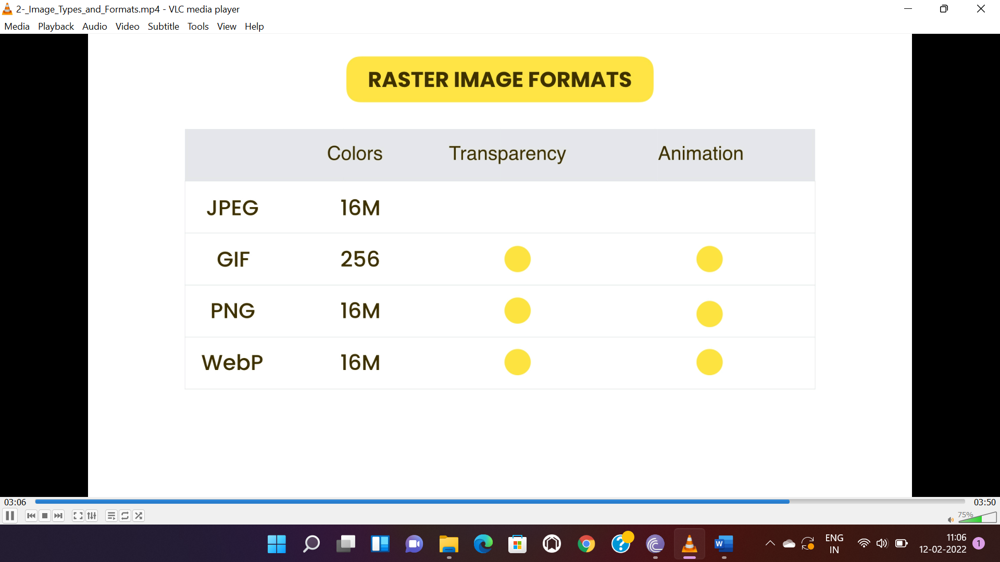 2-_Image_Types_and_Formats.mp4 - VLC media player
Media Playback Audio Video Subtitle Tools View Help
RASTER IMAGE FORMATS
Colors Transparency Animation
JPEG 16M
GIF 256
PNG 16M
WebP 16M
03:06 03:50
75%
ENG 11:06
IN 12-02-2022 1